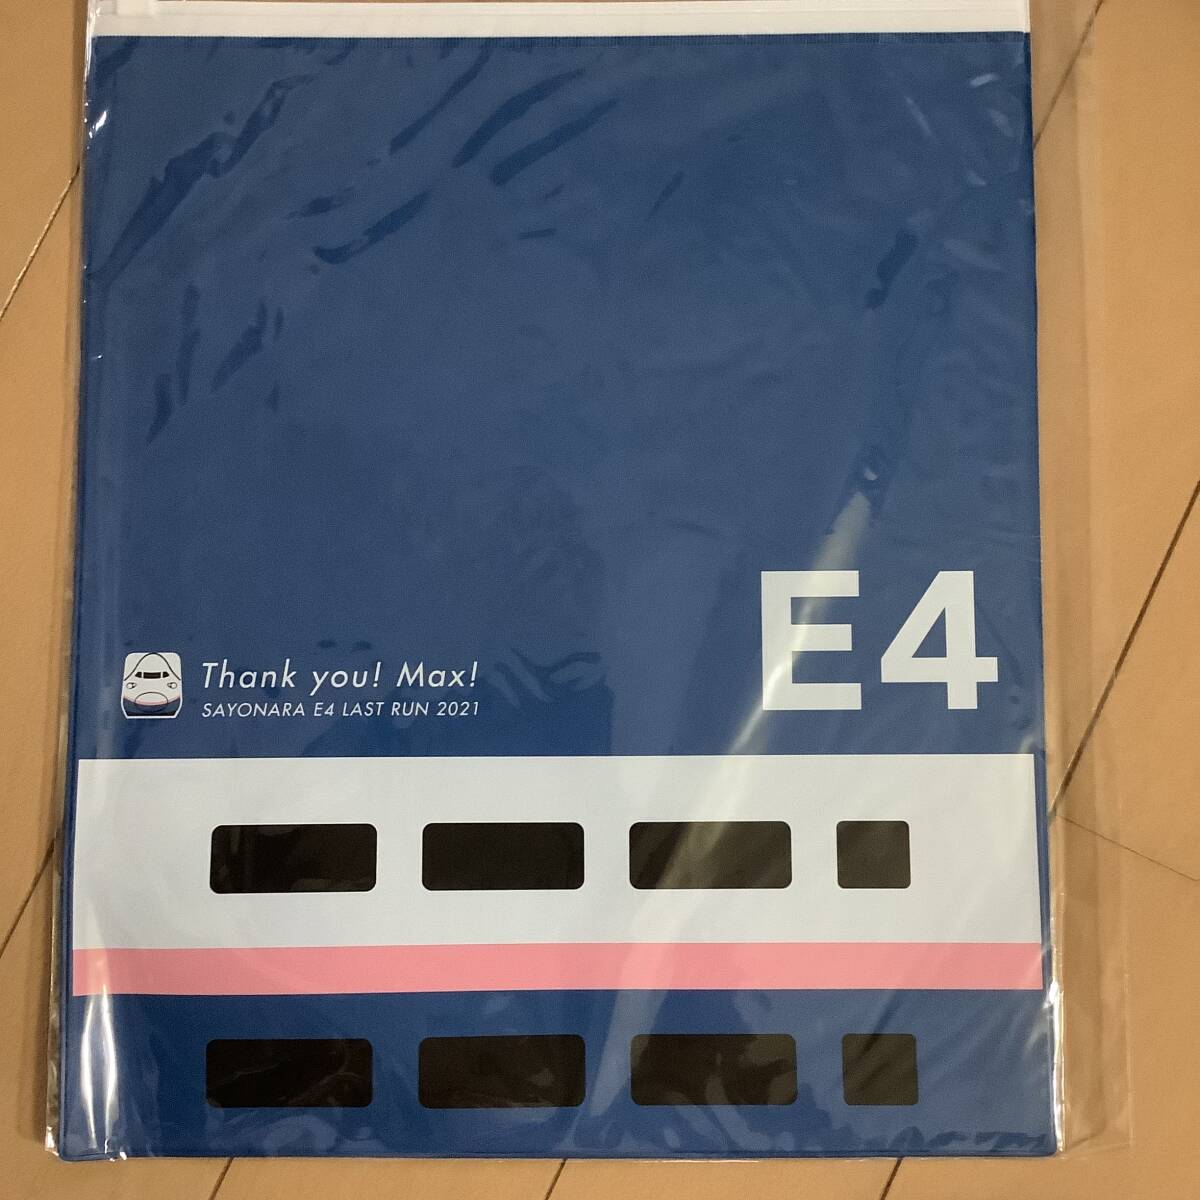 E4
Thank you! Max!
SAYONARA E4 LAST RUN 2021